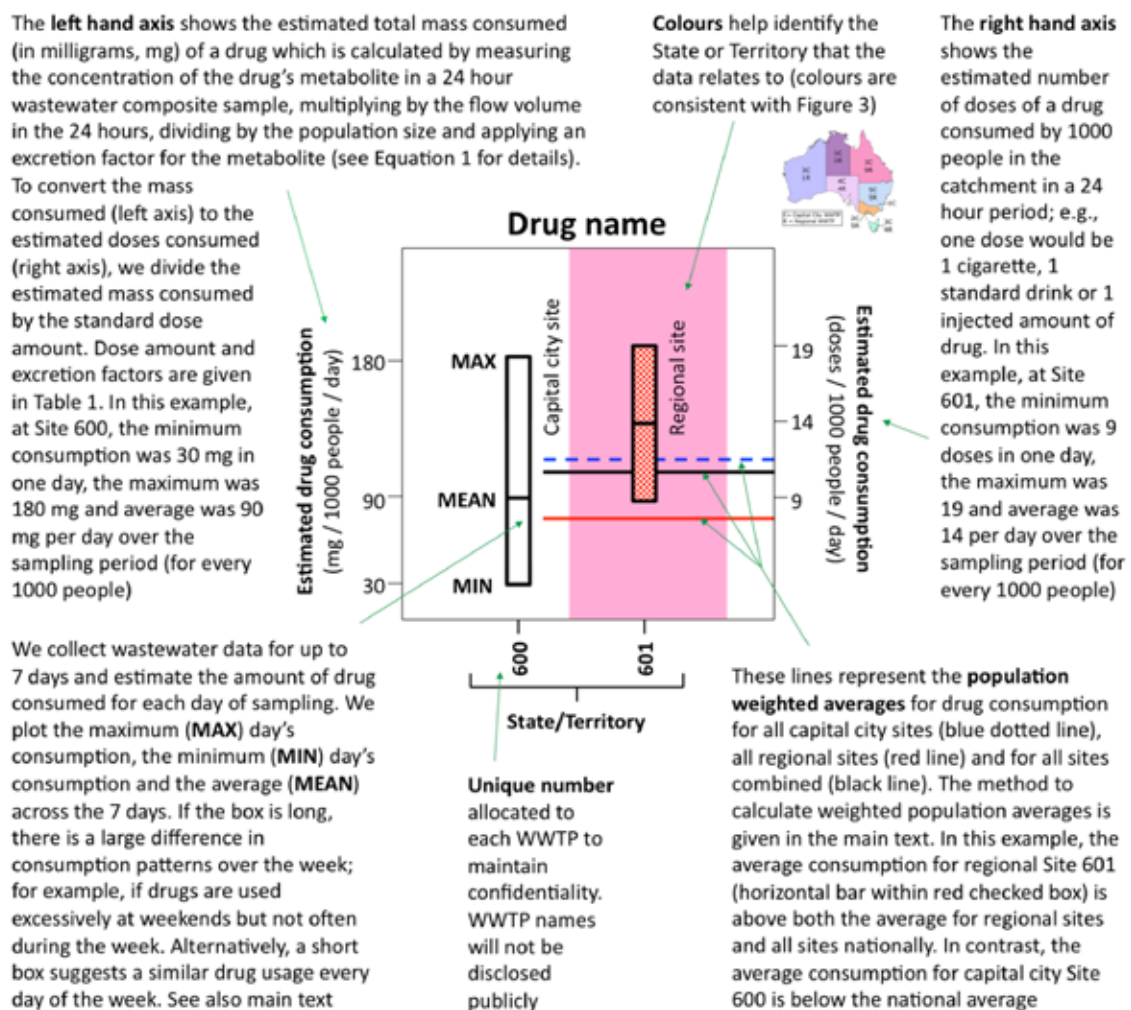 The left hand axis shows the estimated total mass consumed
(in milligrams, mg) of a drug which is calculated by measuring
the concentration of the drug's metabolite in a 24 hour
wastewater composite sample, multiplying by the flow volume
in the 24 hours, dividing by the population size and applying an
excretion factor for the metabolite (see Equation 1 for details).
To convert the mass
consumed (left axis) to the
estimated doses consumed
(right axis), we divide the
estimated mass consumed
by the standard dose
amount. Dose amount and
excretion factors are given
in Table 1. In this example,
at Site 600, the minimum
consumption was 30 mg in
one day, the maximum was
180 mg and average was 90
mg per day over the
sampling period (for every
1000 people)
Colours help identify the
State or Territory that the
data relates to (colours are
consistent with Figure 3)
The right hand axis
shows the
estimated number
of doses of a drug
consumed by 1000
people in the
catchment in a 24
hour period; e.g.,
one dose would be
1 cigarette, 1
standard drink or 1
injected amount of
drug. In this
example, at Site
601, the minimum
consumption was 9
doses in one day,
the maximum was
19 and average was
14 per day over the
sampling period (for
every 1000 people)
Drug name
Estimated drug consumption
(mg / 1000 people / day)
180
90
30
MAX
MEAN
MIN
Capital city site
Regional site
19
14
9
Estimated drug consumption
(doses / 1000 people / day)
600
601
State/Territory
We collect wastewater data for up to
7 days and estimate the amount of drug
consumed for each day of sampling. We
plot the maximum (MAX) day's
consumption, the minimum (MIN) day's
consumption and the average (MEAN)
across the 7 days. If the box is long,
there is a large difference in
consumption patterns over the week;
for example, if drugs are used
excessively at weekends but not often
during the week. Alternatively, a short
box suggests a similar drug usage every
day of the week. See also main text
Unique number
allocated to
each WWTP to
maintain
confidentiality.
WWTP names
will not be
disclosed
publicly
These lines represent the population
weighted averages for drug consumption
for all capital city sites (blue dotted line),
all regional sites (red line) and for all sites
combined (black line). The method to
calculate weighted population averages is
given in the main text. In this example, the
average consumption for regional Site 601
(horizontal bar within red checked box) is
above both the average for regional sites
and all sites nationally. In contrast, the
average consumption for capital city Site
600 is below the national average